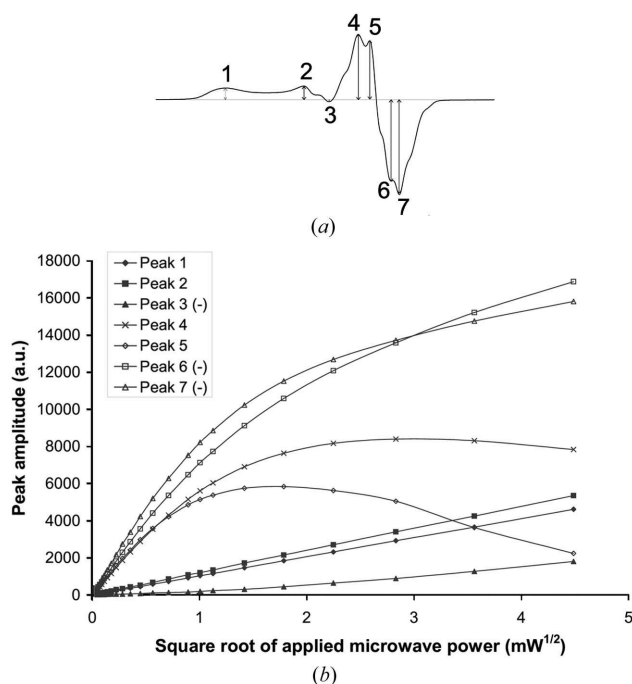 1
2
3
4
5
6
7
(a)
Peak amplitude (a.u.)
18000
16000
14000
12000
10000
8000
6000
4000
2000
0
Peak 1
Peak 2
Peak 3 (-)
Peak 4
Peak 5
Peak 6 (-)
Peak 7 (-)
0 1 2 3 4 5
Square root of applied microwave power (mW^1/2)
(b)